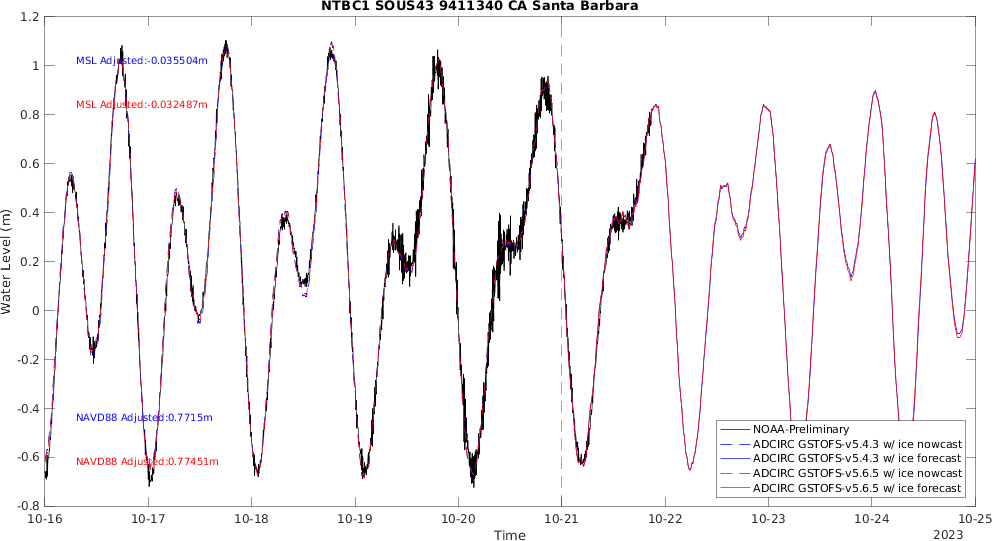 NTBC1 SOUS43 9411340 CA Santa Barbara
1.2
1
0.8
0.6
0.4
0.2
0
-0.2
-0.4
-0.6
-0.8
Water Level (m)
MSL Adjusted:-0.035504m
MSL Adjusted:-0.032487m
NAVD88 Adjusted:0.7715m
NAVD88 Adjusted:0.77451m
NOAA-Preliminary
ADCIRC GSTOFS-v5.4.3 w/ ice nowcast
ADCIRC GSTOFS-v5.4.3 w/ ice forecast
ADCIRC GSTOFS-v5.6.5 w/ ice nowcast
ADCIRC GSTOFS-v5.6.5 w/ ice forecast
10-16 10-17 10-18 10-19 10-20 10-21 10-22 10-23 10-24 10-25
Time
2023